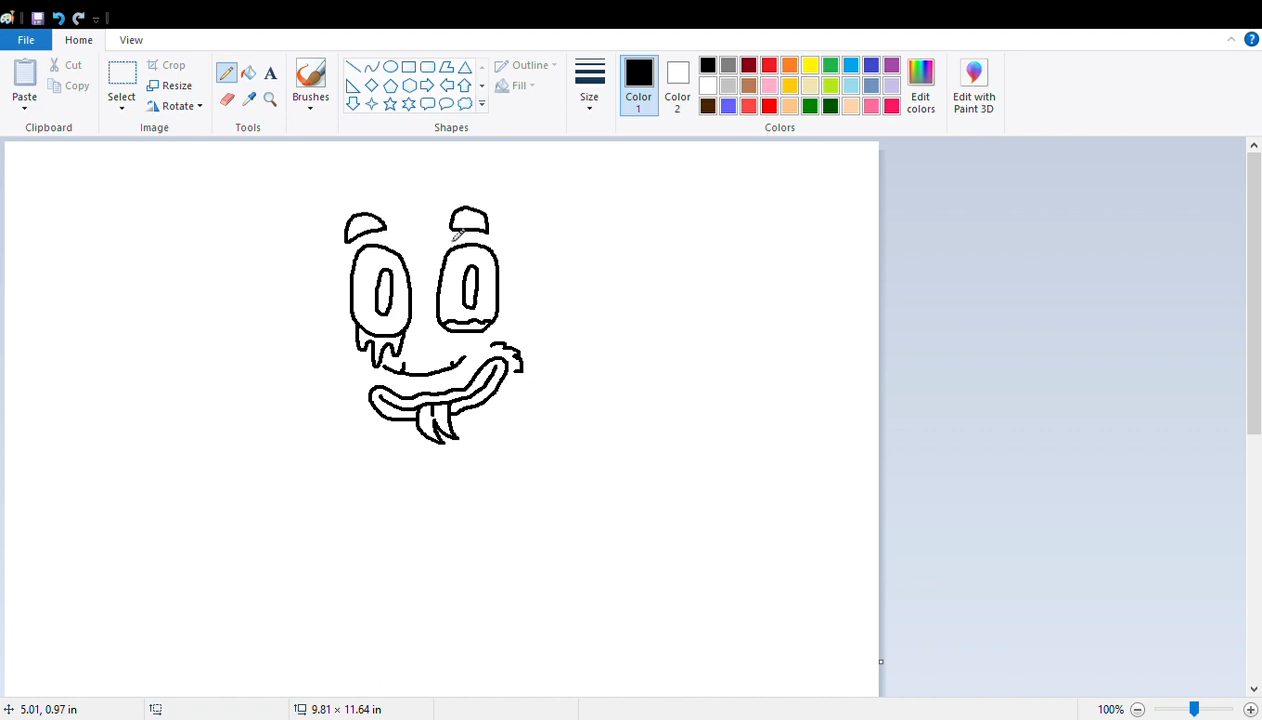 File Home View
Cut
Copy
Paste
Clipboard
Crop
Resize
Rotate
Select
Image
Tools
Brushes
Outline
Fill
Shapes
Size
Color 1
Color 2
Edit colors
Colors
Edit with Paint 3D
5.01, 0.97 in
9.81 × 11.64 in
100%